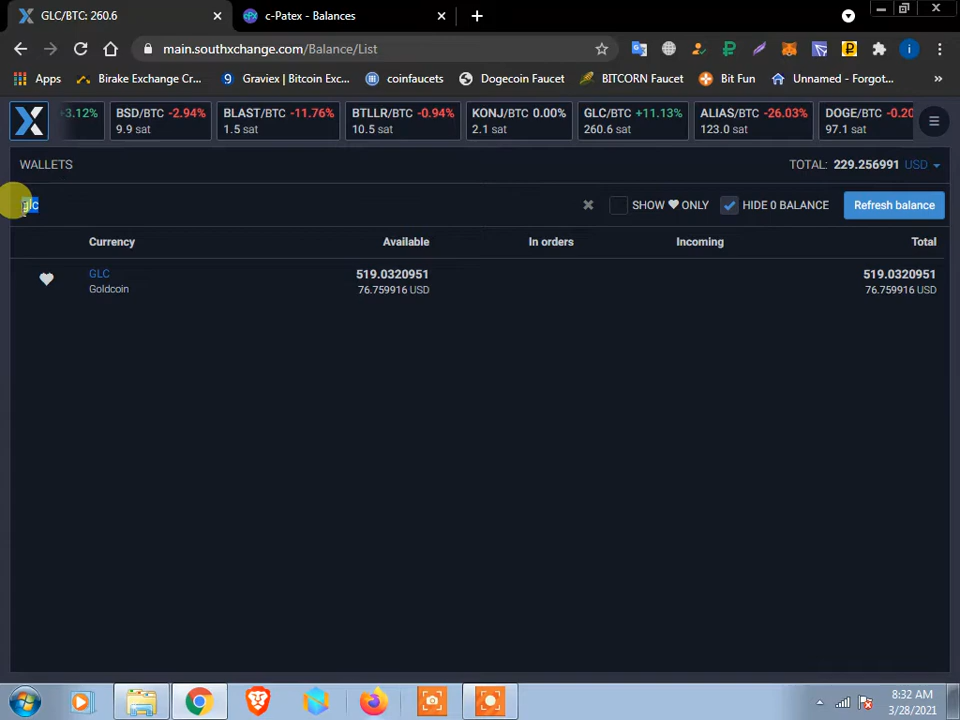 GLC/BTC: 260.6
c-Patex - Balances
main.southxchange.com/Balance/List
Apps Birake Exchange Cr... Graviex | Bitcoin Exc... coinfaucets Dogecoin Faucet BITCORN Faucet Bit Fun Unnamed - Forgot... »
+3.12% BSD/BTC -2.94% BLAST/BTC -11.76% BTLLR/BTC -0.94% KONJ/BTC 0.00% GLC/BTC +11.13% ALIAS/BTC -26.03% DOGE/BTC -0.20
9.9 sat 1.5 sat 10.5 sat 2.1 sat 260.6 sat 123.0 sat 97.1 sat
WALLETS TOTAL: 229.256991 USD
glc SHOW ONLY HIDE 0 BALANCE Refresh balance
Currency Available In orders Incoming Total
GLC 519.0320951 519.0320951
Goldcoin 76.759916 USD 76.759916 USD
8:32 AM
3/28/2021